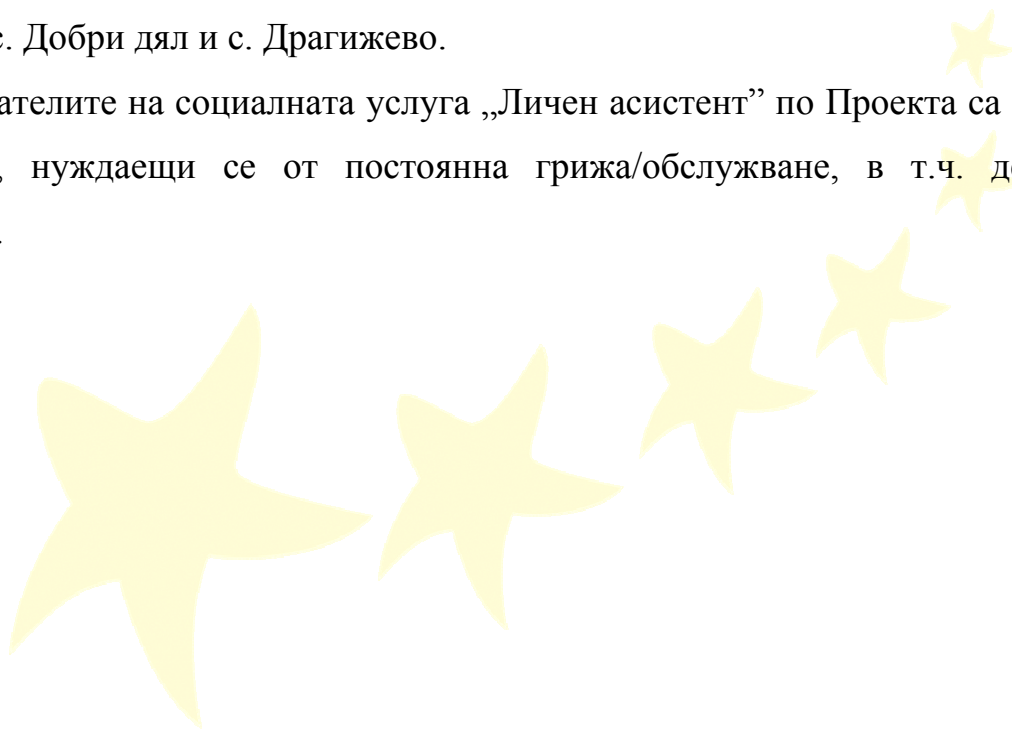 с. Добри дял и с. Драгижево.
ателите на социалната услуга „Личен асистент” по Проекта са
, нуждаещи се от постоянна грижа/обслужване, в т.ч.
.